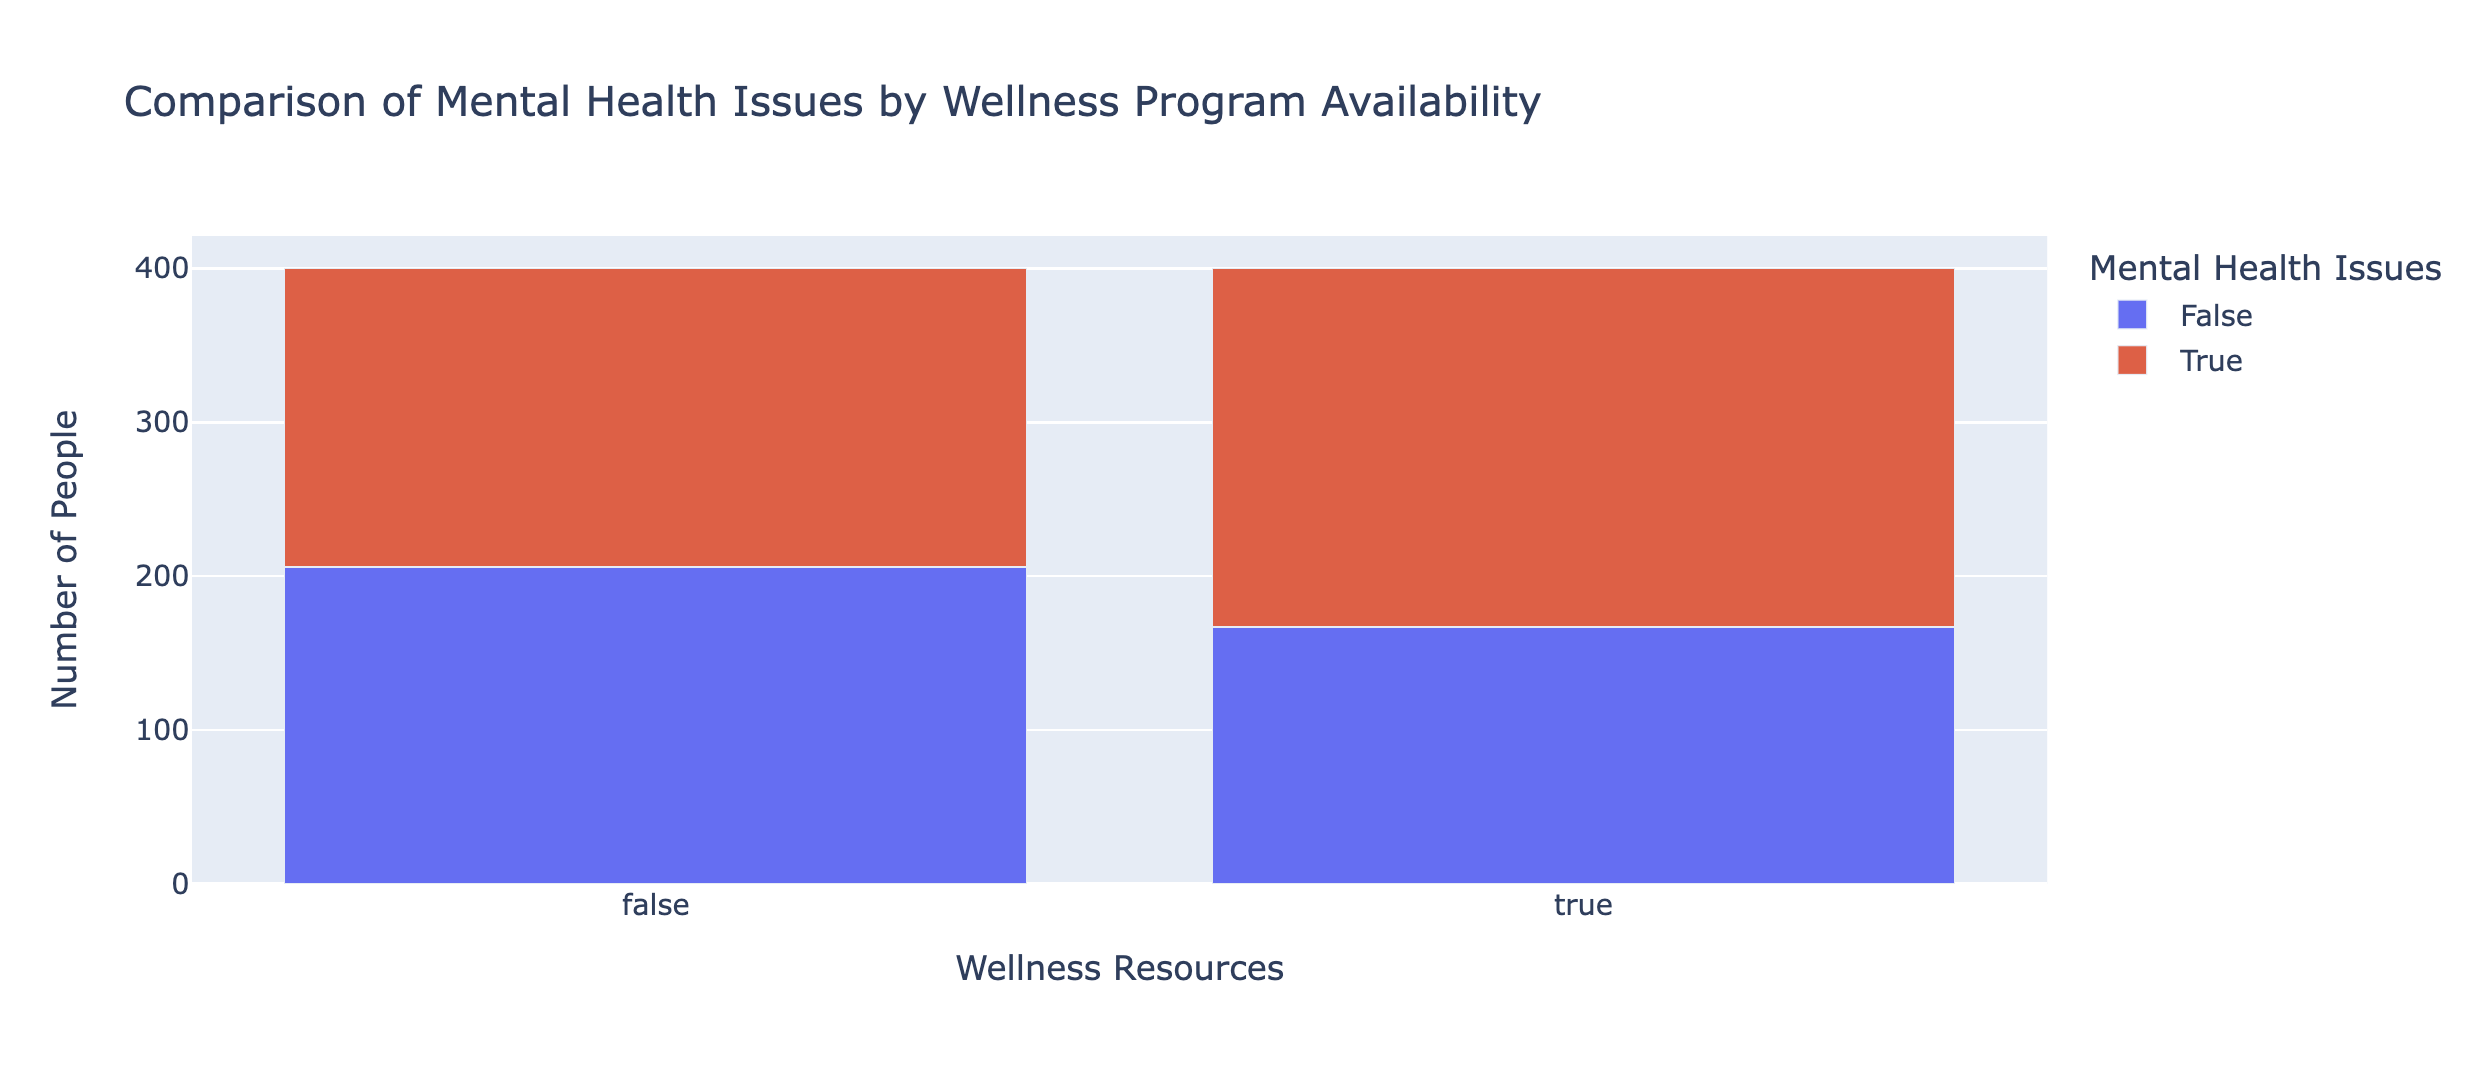 Comparison of Mental Health Issues by Wellness Program Availability
Mental Health Issues
False
True
Number of People
400
300
200
100
0
false
true
Wellness Resources